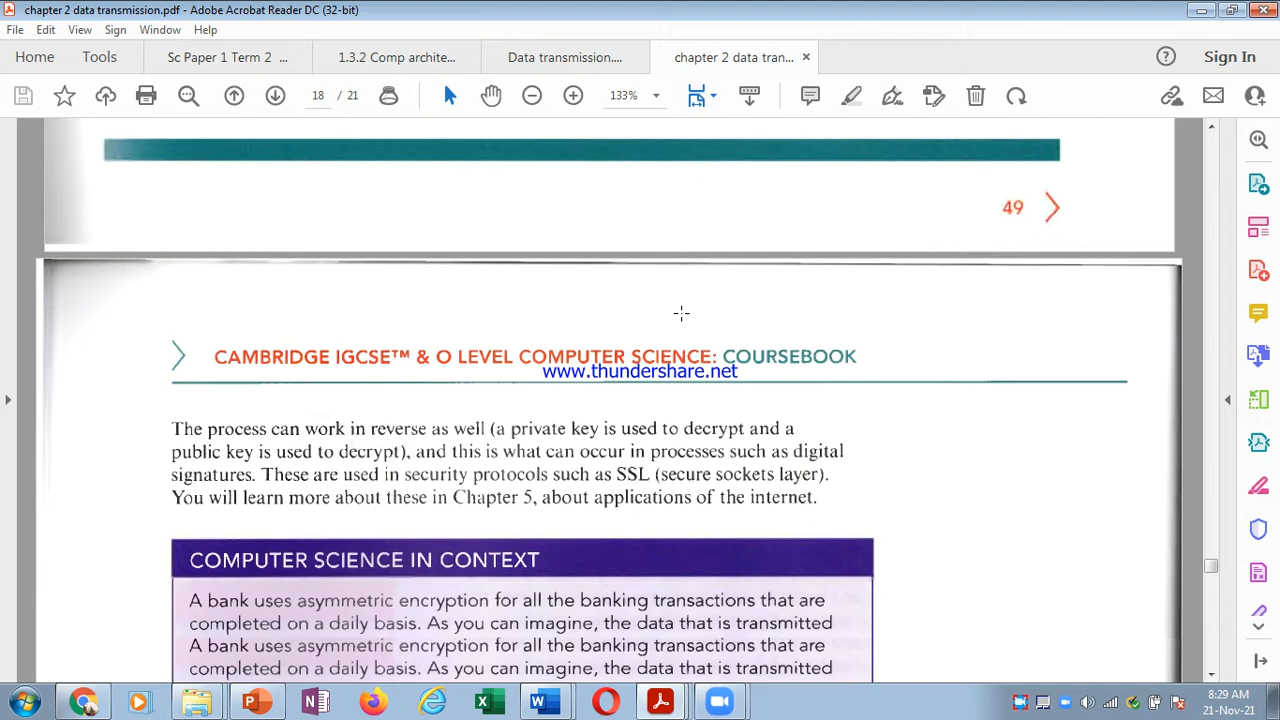 chapter 2 data transmission.pdf - Adobe Acrobat Reader DC (32-bit)
File Edit View Sign Window Help
Home Tools Sc Paper 1 Term 2 ... 1.3.2 Comp archite... Data transmission.... chapter 2 data tran... × Sign In
18 / 21 133%
49
CAMBRIDGE IGCSE™ & O LEVEL COMPUTER SCIENCE: COURSEBOOK
www.thundershare.net
The process can work in reverse as well (a private key is used to decrypt and a
public key is used to decrypt), and this is what can occur in processes such as digital
signatures. These are used in security protocols such as SSL (secure sockets layer).
You will learn more about these in Chapter 5, about applications of the internet.
COMPUTER SCIENCE IN CONTEXT
A bank uses asymmetric encryption for all the banking transactions that are
completed on a daily basis. As you can imagine, the data that is transmitted
A bank uses asymmetric encryption for all the banking transactions that are
completed on a daily basis. As you can imagine, the data that is transmitted
8:29 AM
21-Nov-21